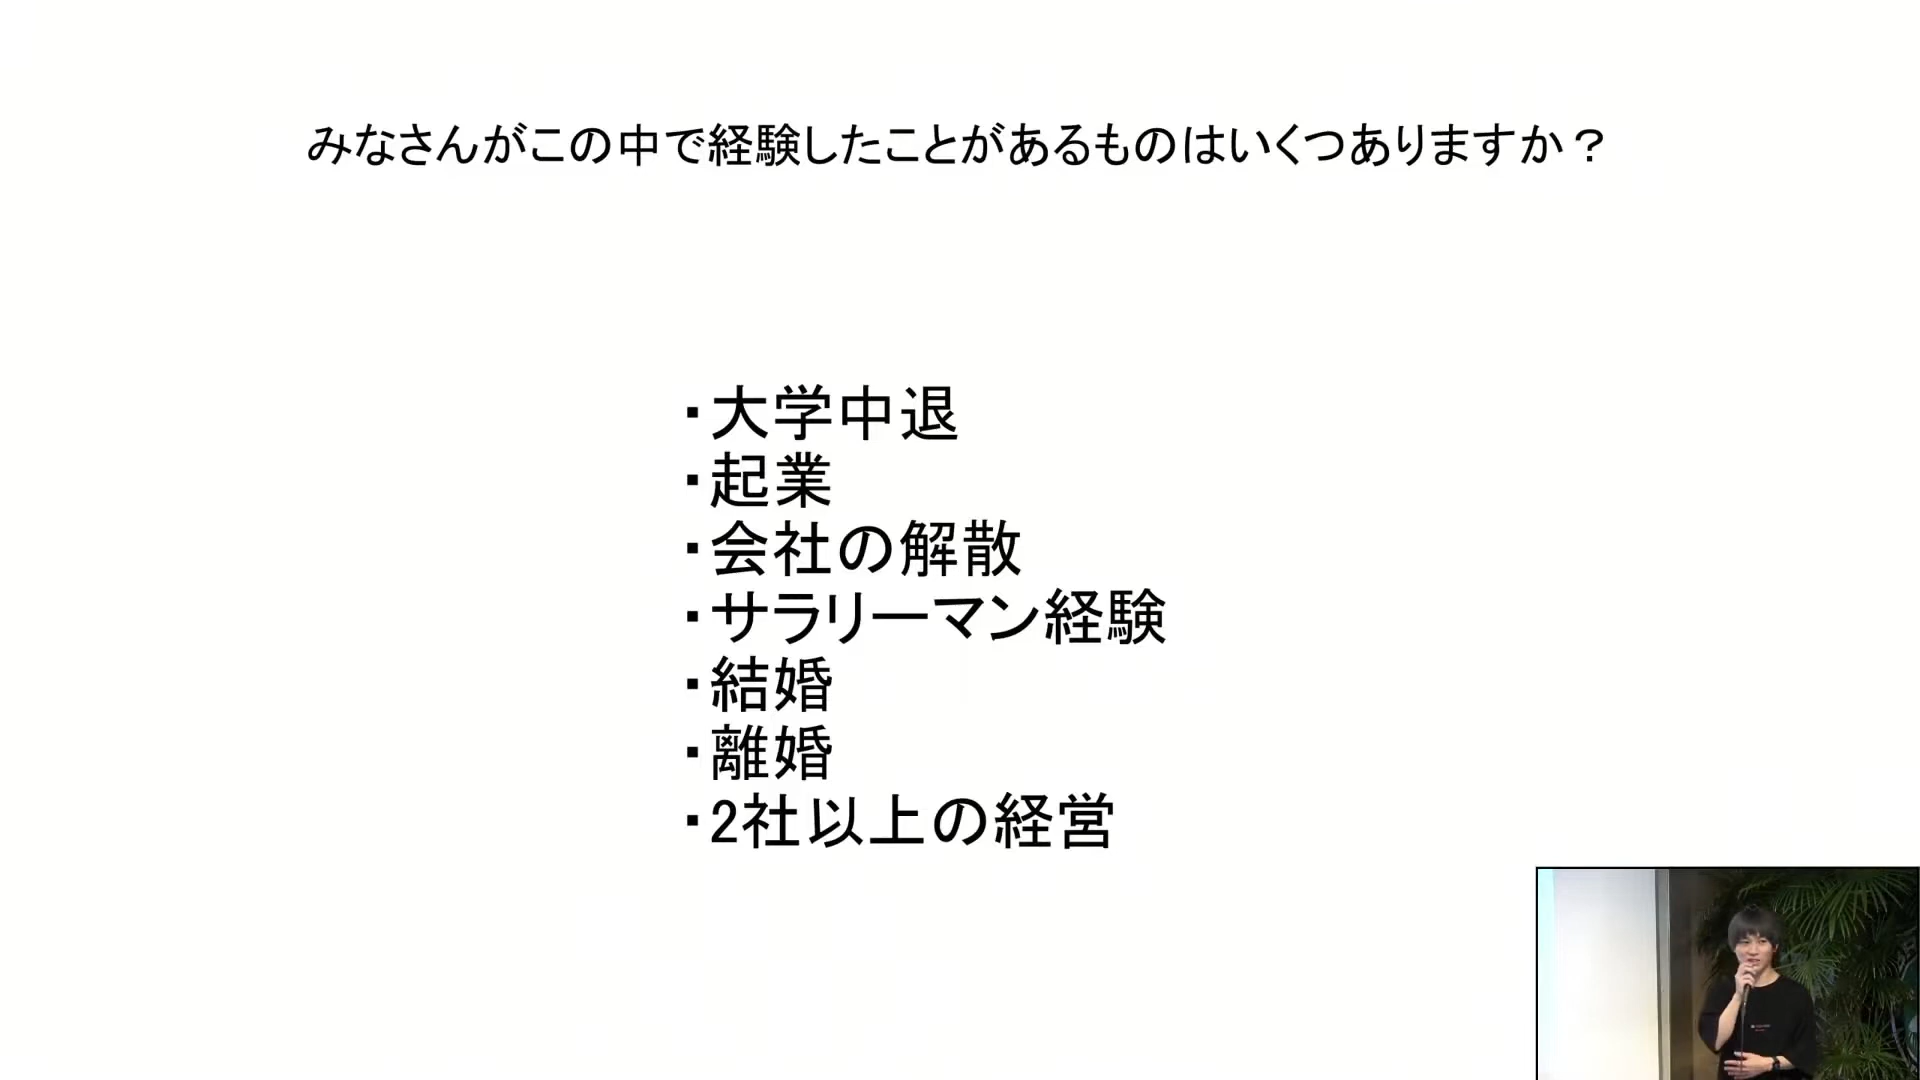 みなさんがこの中で経験したことがあるものはいくつありますか？
・大学中退
・起業
・会社の解散
・サラリーマン経験
・結婚
・離婚
・2社以上の経営